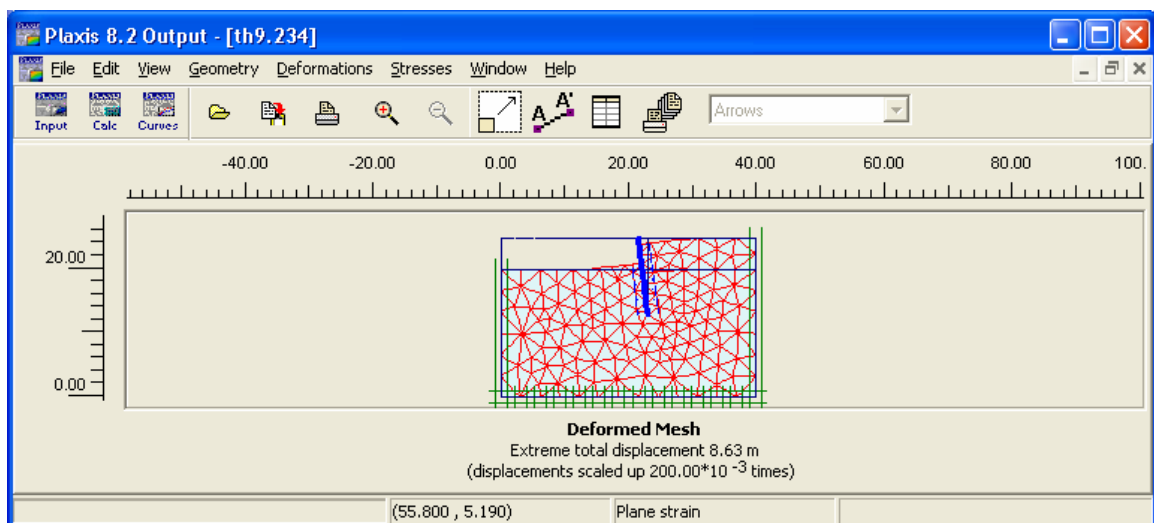 Plaxis 8.2 Output - [th9.234]
File Edit View Geometry Deformations Stresses Window Help
Input Calc Curves A A' Arrows
-40.00 -20.00 0.00 20.00 40.00 60.00 80.00 100.
20.00
0.00
Deformed Mesh
Extreme total displacement 8.63 m
(displacements scaled up 200.00*10 -3 times)
(55.800 , 5.190) Plane strain